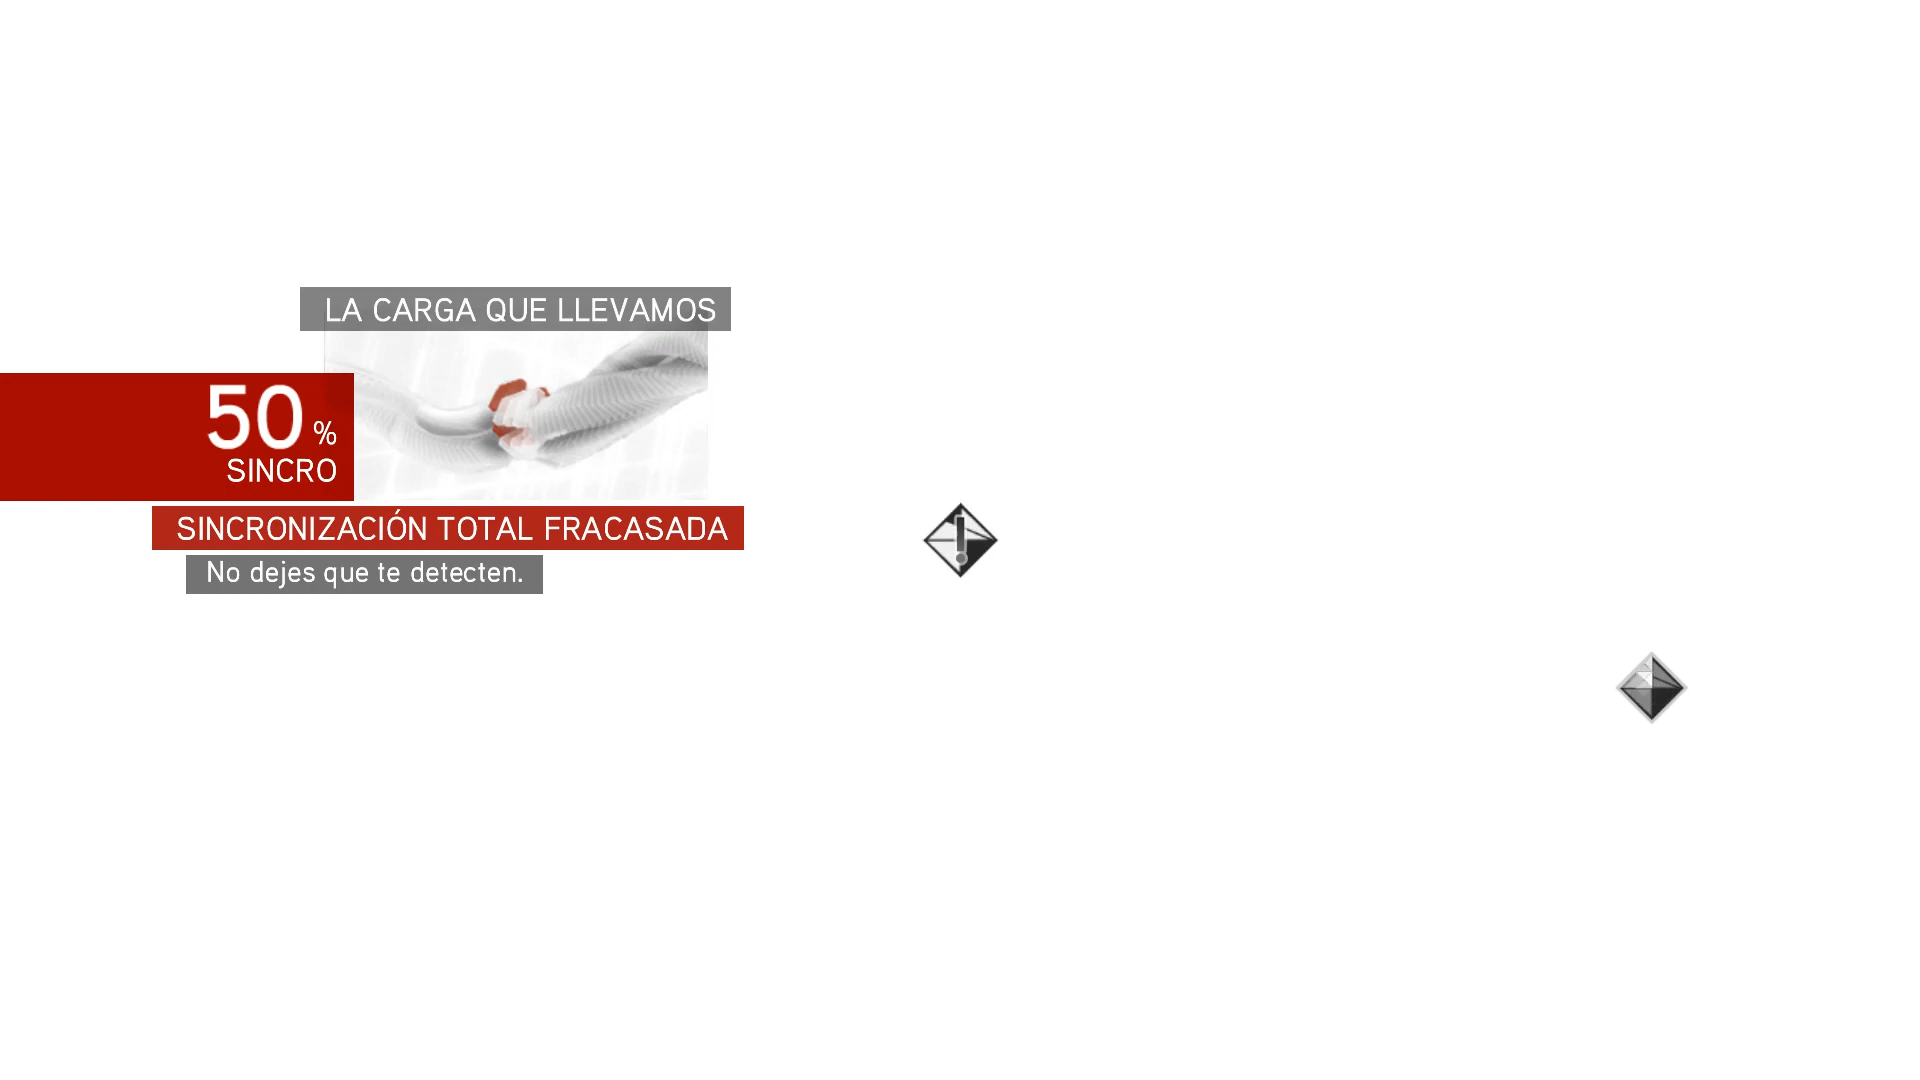 LA CARGA QUE LLEVAMOS
50 %
SINCRO
SINCRONIZACIÓN TOTAL FRACASADA
No dejes que te detecten.